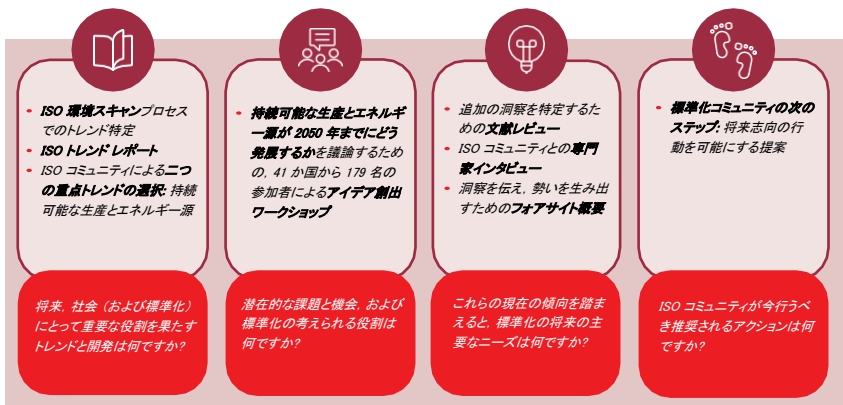 • ISO 環境スキャンプロセス
でのトレンド特定
• ISO トレンド レポート
• ISO コミュニティによる二つ
の重点トレンドの選択: 持続
可能な生産とエネルギー源
将来, 社会（および標準化）
にとって重要な役割を果たす
トレンドと開発は何ですか?
• 持続可能な生産とエネルギ
ー源が 2050 年までにどう
発展するかを議論するため
の, 41 か国から 179 名の
参加者によるアイデア創出
ワークショップ
潜在的な課題と機会, および
標準化の考えられる役割は
何ですか?
• 追加の洞察を特定するた
めの文献レビュー
• ISO コミュニティとの専門
家インタビュー
• 洞察を伝え, 勢いを生み出
すためのフォアサイト概要
これらの現在の傾向を踏ま
えると, 標準化の将来の主
要なニーズは何ですか?
• 標準化コミュニティの次の
ステップ: 将来志向の行
動を可能にする提案
ISO コミュニティが今行うべ
き推奨されるアクションは何
ですか?